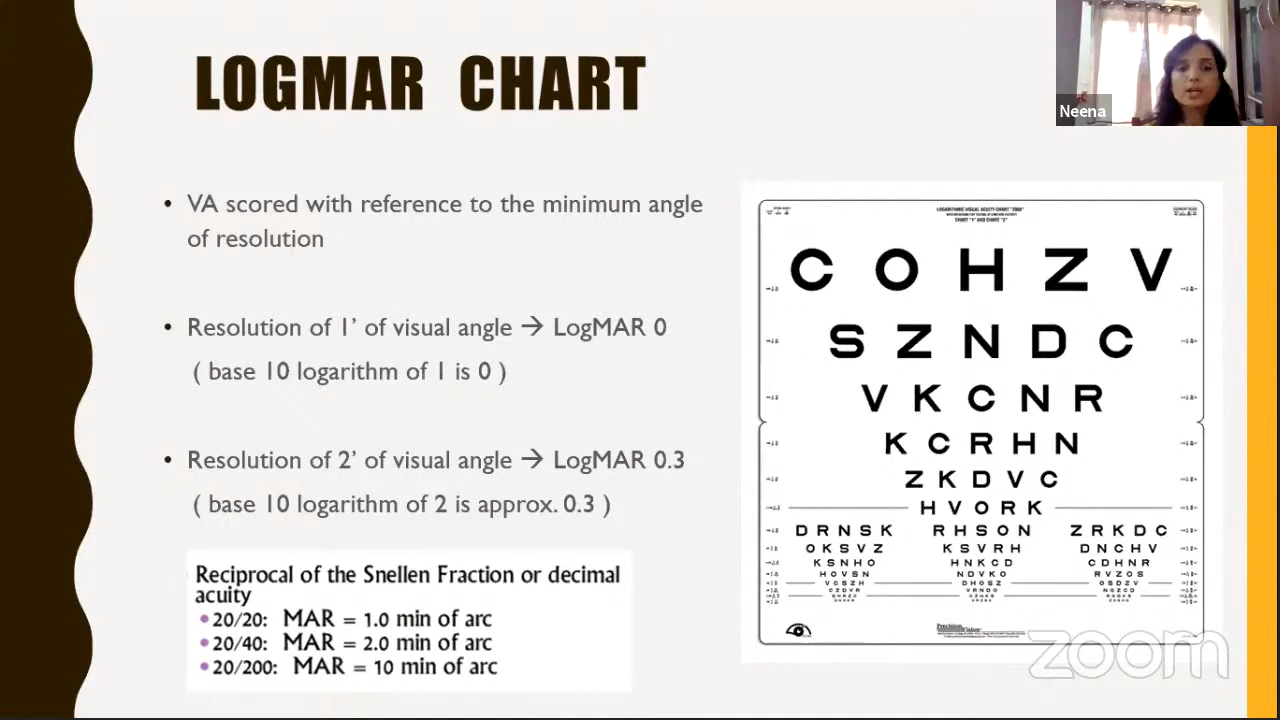 LOGMAR CHART
Neena
• VA scored with reference to the minimum angle
of resolution
• Resolution of 1’ of visual angle → LogMAR 0
( base 10 logarithm of 1 is 0 )
• Resolution of 2’ of visual angle → LogMAR 0.3
( base 10 logarithm of 2 is approx. 0.3 )
Reciprocal of the Snellen Fraction or decimal
acuity
• 20/20: MAR = 1.0 min of arc
• 20/40: MAR = 2.0 min of arc
• 20/200: MAR = 10 min of arc
C O H Z V
S Z N D C
V K C N R
K C R H N
Z K D V C
H V O R K
D R N S K R H S O N Z R K D C
O K S V Z K S V R H D N C H V
K S N H O H N K C D C D H N R
H O V S N N D V K O R V Z O S
Precision
Vision
zoom